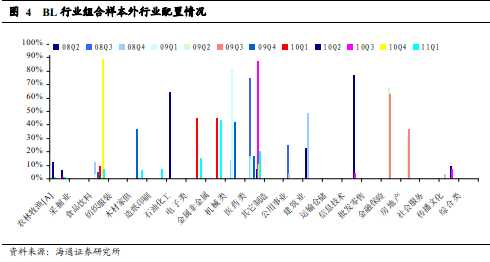 图 4 BL 行业组合样本外行业配置情况
08Q2 08Q3 08Q4 09Q1 09Q2 09Q3 09Q4 10Q1 10Q2 10Q3 10Q4 11Q1
100%
90%
80%
70%
60%
50%
40%
30%
20%
10%
0%
农林牧渔[A] 采掘业 食品饮料 纺织服装 木材家俱 造纸印刷 石油化工 电子类 金属非金属 机械类 医药类 其它制造 公用事业 建筑业 运输仓储 信息技术 批发零售 金融保险 房地产 社会服务 传播文化 综合类
资料来源：海通证券研究所